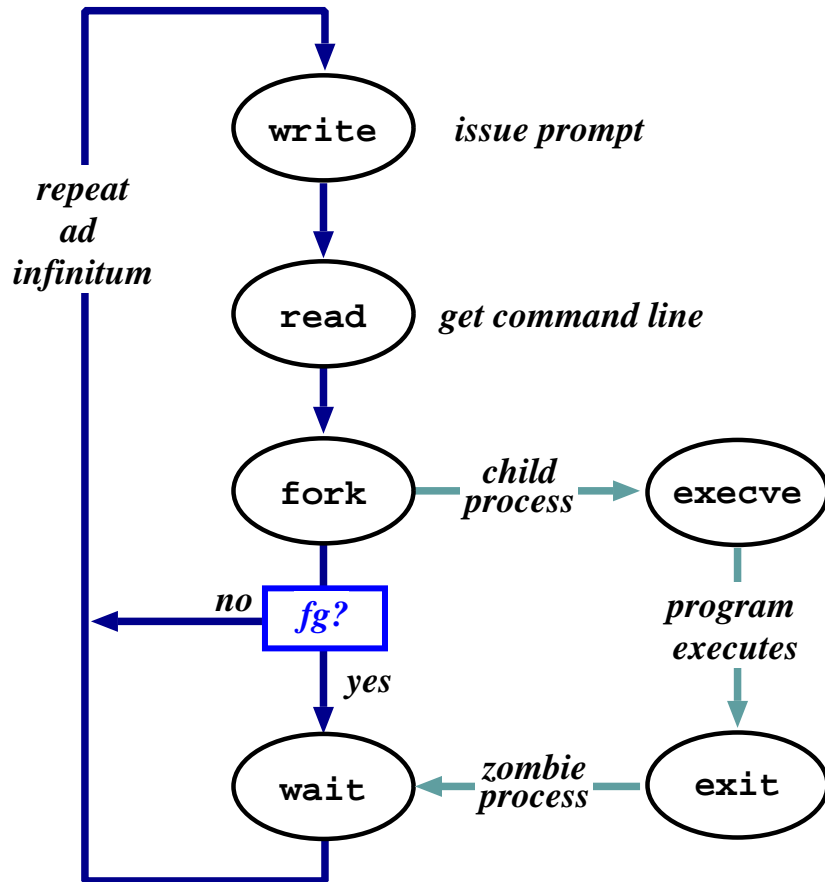 write
issue prompt
repeat
ad
infinitum
read
get command line
fork
child
process
execve
no
fg?
yes
program
executes
wait
zombie
process
exit